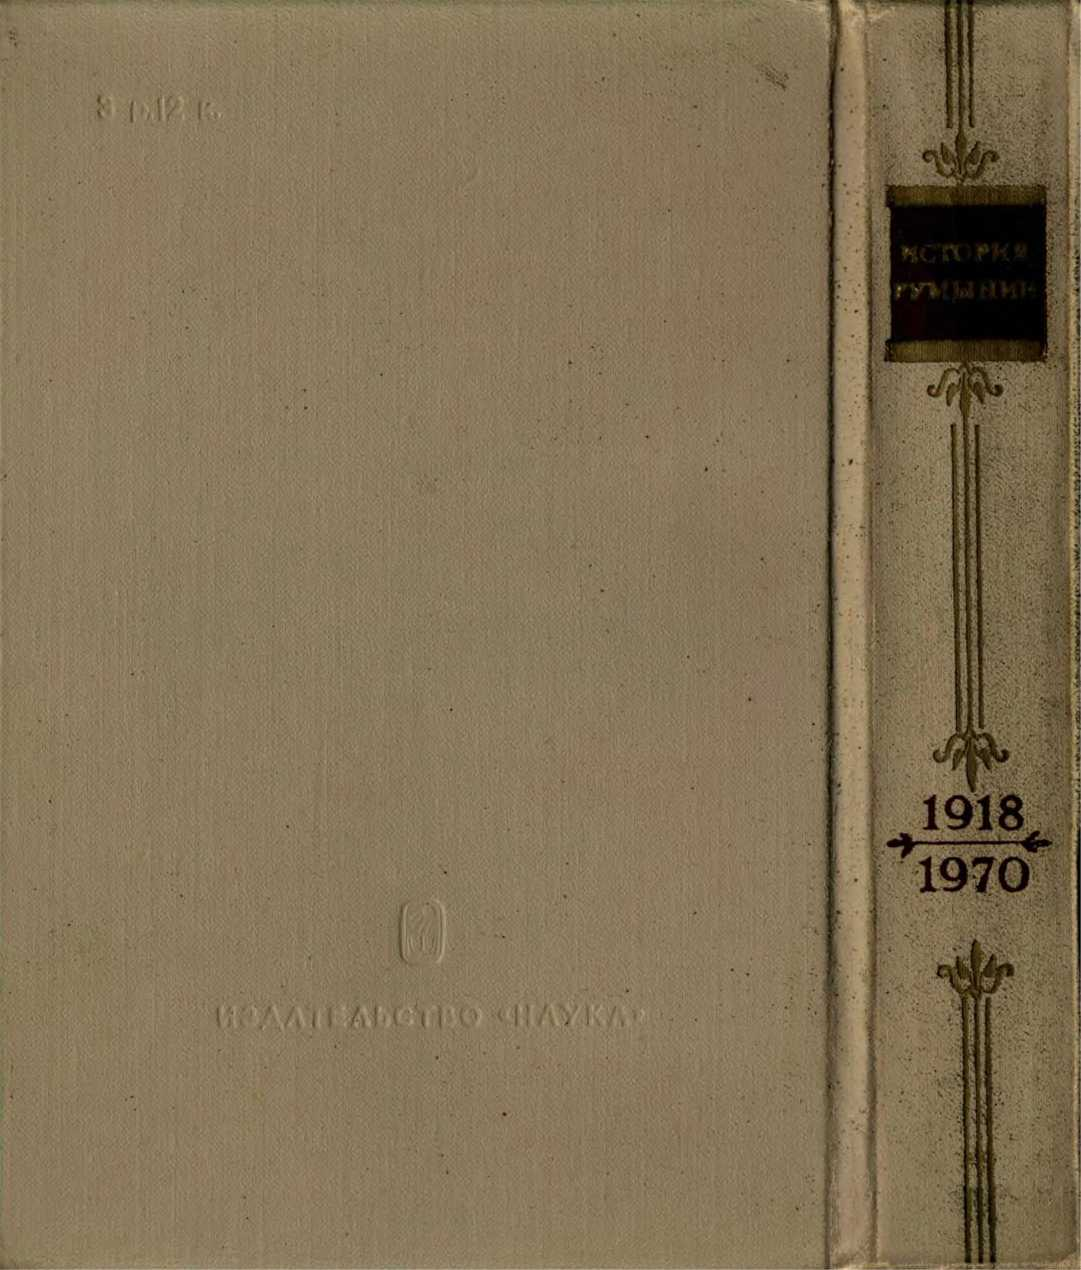 3 р. 12 к.
ИЗДАТЕЛЬСТВО «НАУКА»
ИСТОРИЯ
РУМЫНИИ
1918
1970